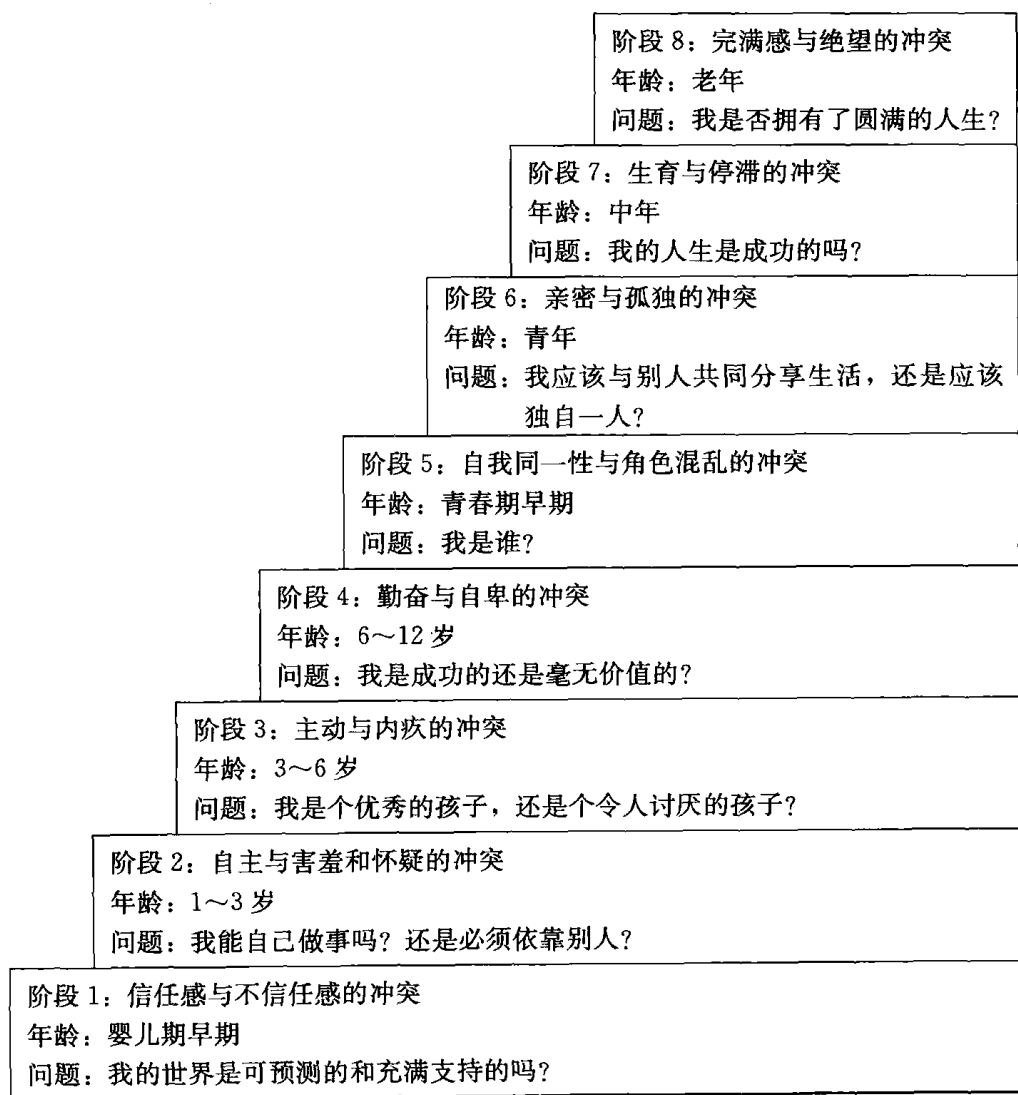 阶段 8：完满感与绝望的冲突
年龄：老年
问题：我是否拥有了圆满的人生?
阶段 7：生育与停滞的冲突
年龄：中年
问题：我的人生是成功的吗?
阶段 6：亲密与孤独的冲突
年龄：青年
问题：我应该与别人共同分享生活，还是应该
独自一人?
阶段 5：自我同一性与角色混乱的冲突
年龄：青春期早期
问题：我是谁?
阶段 4：勤奋与自卑的冲突
年龄：6～12 岁
问题：我是成功的还是毫无价值的?
阶段 3：主动与内疚的冲突
年龄：3～6 岁
问题：我是个优秀的孩子，还是个令人讨厌的孩子?
阶段 2：自主与害羞和怀疑的冲突
年龄：1～3 岁
问题：我能自己做事吗? 还是必须依靠别人?
阶段 1：信任感与不信任感的冲突
年龄：婴儿期早期
问题：我的世界是可预测的和充满支持的吗?